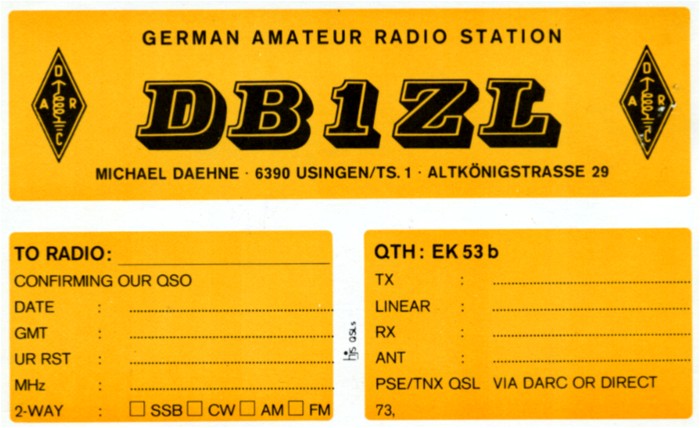 GERMAN AMATEUR RADIO STATION
D
A R
C
DB1ZL
D
A R
C
MICHAEL DAEHNE · 6390 USINGEN/TS. 1 · ALTKÖNIGSTRASSE 29
TO RADIO:
CONFIRMING OUR QSO
DATE :
GMT :
UR RST :
MHz :
2-WAY : SSB CW AM FM
hjs QSLs
QTH: EK 53 b
TX :
LINEAR :
RX :
ANT :
PSE/TNX QSL VIA DARC OR DIRECT
73,